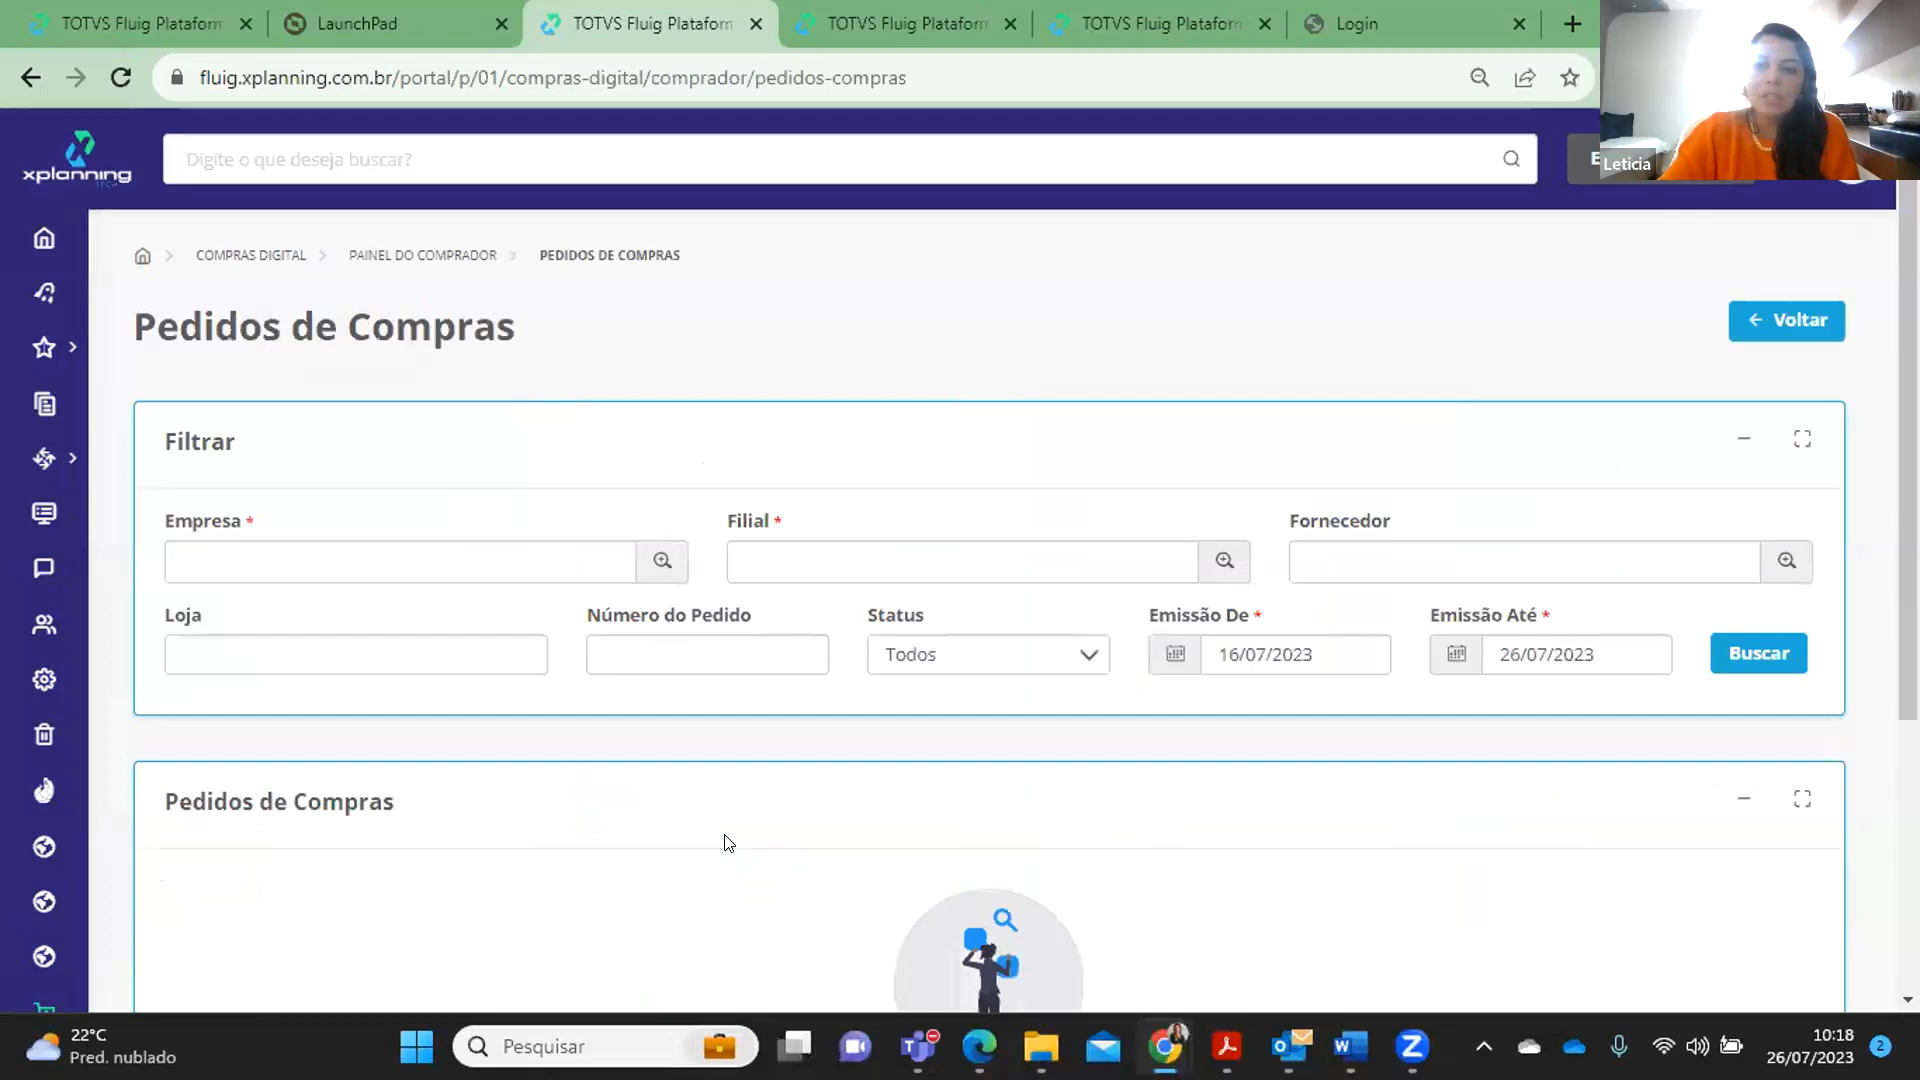 TOTVS Fluig Plataform
LaunchPad
TOTVS Fluig Plataform
TOTVS Fluig Plataform
TOTVS Fluig Plataform
Login
fluig.xplanning.com.br/portal/p/01/compras-digital/comprador/pedidos-compras
xplanning
Digite o que deseja buscar?
Leticia
COMPRAS DIGITAL
PAINEL DO COMPRADOR
PEDIDOS DE COMPRAS
Pedidos de Compras
Voltar
Filtrar
Empresa *
Filial *
Fornecedor
Loja
Número do Pedido
Status
Emissão De *
Emissão Até *
Todos
16/07/2023
26/07/2023
Buscar
Pedidos de Compras
22°C
Pred. nublado
Pesquisar
10:18
26/07/2023
2